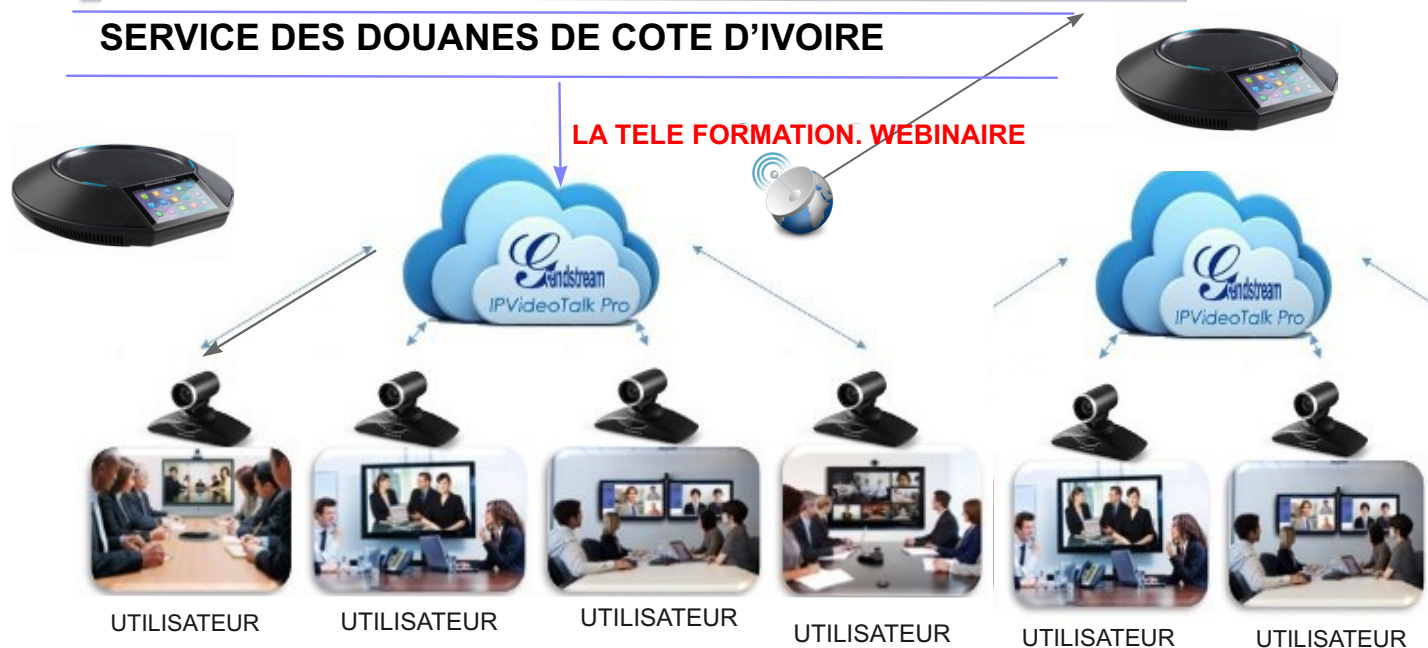 SERVICE DES DOUANES DE COTE D'IVOIRE
LA TELE FORMATION. WEBINAIRE
Grandstream
IPVideoTalk Pro
Grandstream
IPVideoTalk Pro
UTILISATEUR
UTILISATEUR
UTILISATEUR
UTILISATEUR
UTILISATEUR
UTILISATEUR